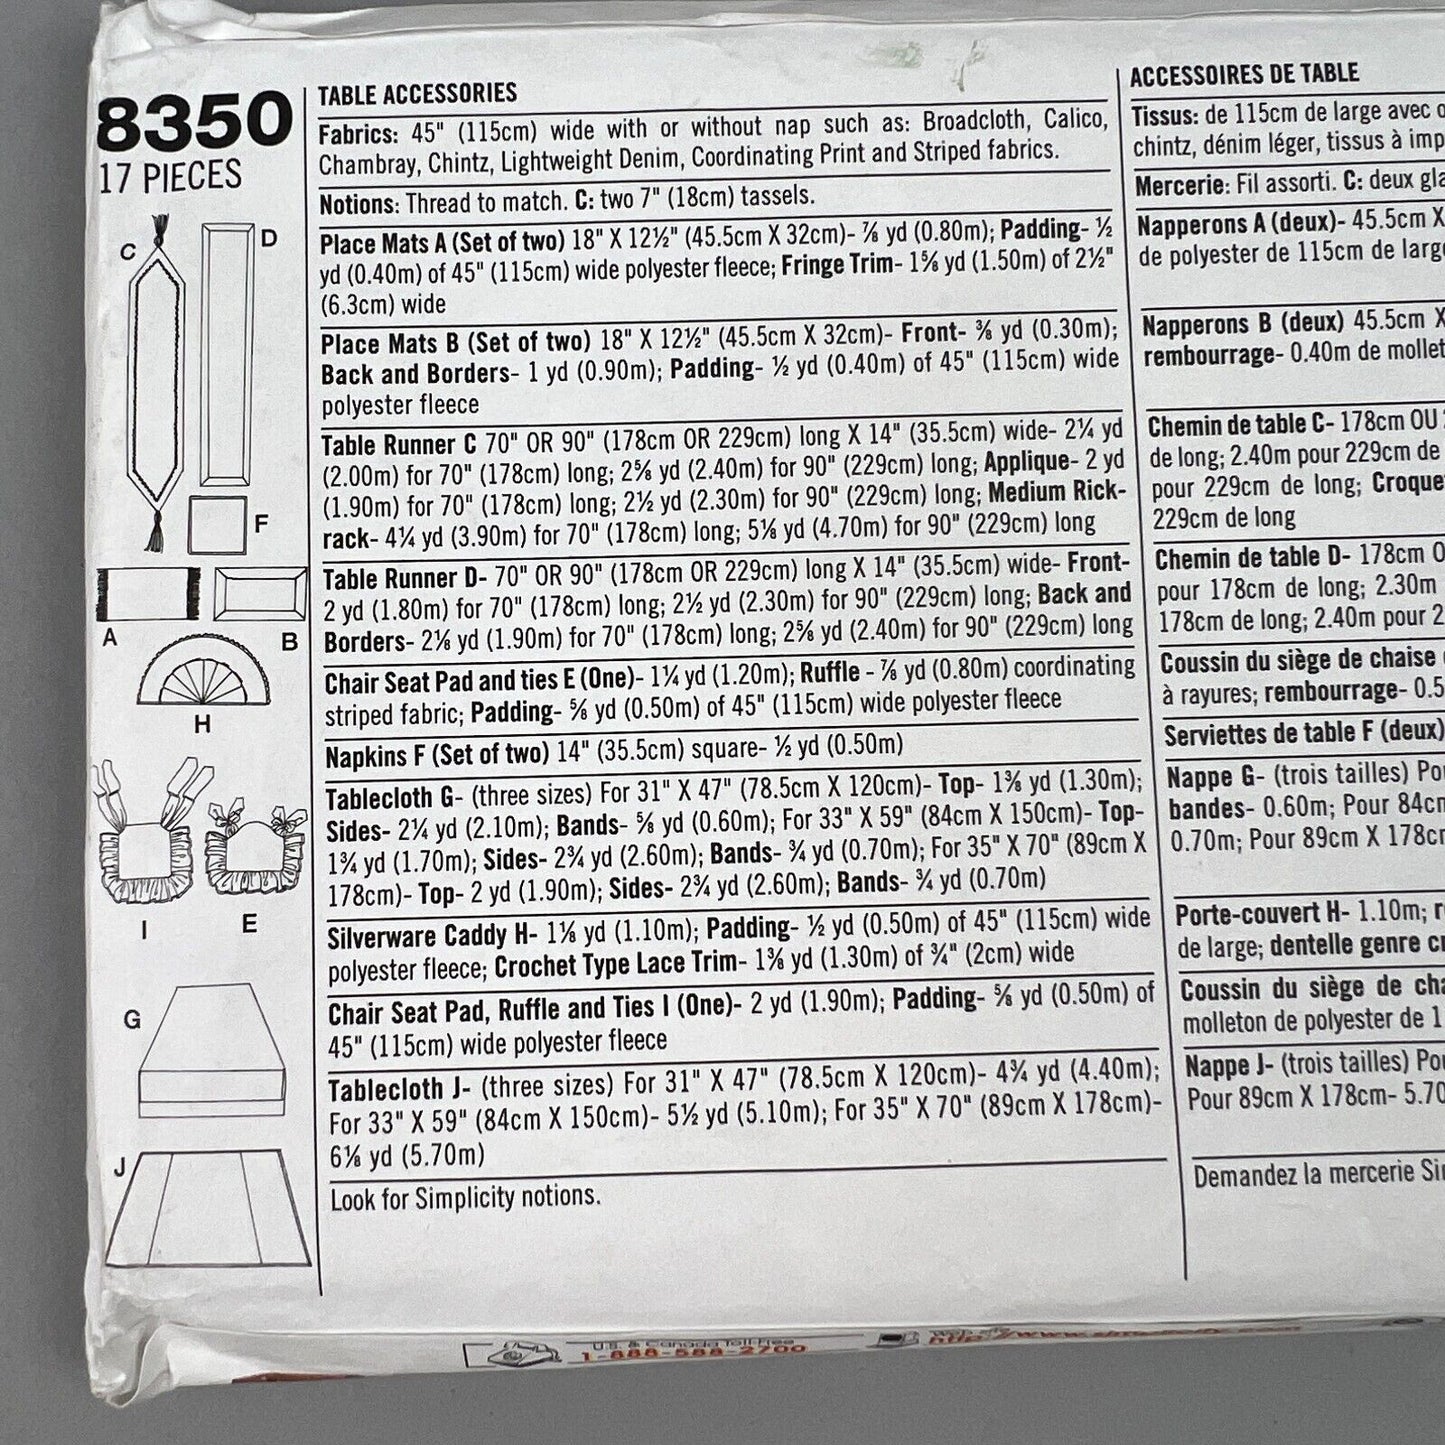 8350
17 PIECES
C
D
F
A
B
H
I
E
G
J
TABLE ACCESSORIES
Fabrics: 45" (115cm) wide with or without nap such as: Broadcloth, Calico,
Chambray, Chintz, Lightweight Denim, Coordinating Print and Striped fabrics.
Notions: Thread to match. C: two 7" (18cm) tassels.
Place Mats A (Set of two) 18" X 12½" (45.5cm X 32cm)- ⅞ yd (0.80m); Padding- ½
yd (0.40m) of 45" (115cm) wide polyester fleece; Fringe Trim- 1⅝ yd (1.50m) of 2½"
(6.3cm) wide
Place Mats B (Set of two) 18" X 12½" (45.5cm X 32cm)- Front- ⅜ yd (0.30m);
Back and Borders- 1 yd (0.90m); Padding- ½ yd (0.40m) of 45" (115cm) wide
polyester fleece
Table Runner C 70" OR 90" (178cm OR 229cm) long X 14" (35.5cm) wide- 2¼ yd
(2.00m) for 70" (178cm) long; 2⅝ yd (2.40m) for 90" (229cm) long; Applique- 2 yd
(1.90m) for 70" (178cm) long; 2½ yd (2.30m) for 90" (229cm) long; Medium Rick-
rack- 4¼ yd (3.90m) for 70" (178cm) long; 5⅛ yd (4.70m) for 90" (229cm) long
Table Runner D- 70" OR 90" (178cm OR 229cm) long X 14" (35.5cm) wide- Front-
2 yd (1.80m) for 70" (178cm) long; 2½ yd (2.30m) for 90" (229cm) long; Back and
Borders- 2⅛ yd (1.90m) for 70" (178cm) long; 2⅝ yd (2.40m) for 90" (229cm) long
Chair Seat Pad and ties E (One)- 1¼ yd (1.20m); Ruffle - ⅞ yd (0.80m) coordinating
striped fabric; Padding- ⅝ yd (0.50m) of 45" (115cm) wide polyester fleece
Napkins F (Set of two) 14" (35.5cm) square- ½ yd (0.50m)
Tablecloth G- (three sizes) For 31" X 47" (78.5cm X 120cm)- Top- 1⅜ yd (1.30m);
Sides- 2¼ yd (2.10m); Bands- ⅝ yd (0.60m); For 33" X 59" (84cm X 150cm)- Top-
1¾ yd (1.70m); Sides- 2¾ yd (2.60m); Bands- ¾ yd (0.70m); For 35" X 70" (89cm X
178cm)- Top- 2 yd (1.90m); Sides- 2¾ yd (2.60m); Bands- ¾ yd (0.70m)
Silverware Caddy H- 1⅛ yd (1.10m); Padding- ½ yd (0.50m) of 45" (115cm) wide
polyester fleece; Crochet Type Lace Trim- 1⅜ yd (1.30m) of ¾" (2cm) wide
Chair Seat Pad, Ruffle and Ties I (One)- 2 yd (1.90m); Padding- ⅝ yd (0.50m) of
45" (115cm) wide polyester fleece
Tablecloth J- (three sizes) For 31" X 47" (78.5cm X 120cm)- 4¾ yd (4.40m);
For 33" X 59" (84cm X 150cm)- 5½ yd (5.10m); For 35" X 70" (89cm X 178cm)-
6⅛ yd (5.70m)
Look for Simplicity notions.
ACCESSOIRES DE TABLE
Tissus: de 115cm de large avec
chintz, dénim léger, tissus à imp
Mercerie: Fil assorti. C: deux gla
Napperons A (deux)- 45.5cm X
de polyester de 115cm de larg
Napperons B (deux) 45.5cm X
rembourrage- 0.40m de mollet
Chemin de table C- 178cm OU
de long; 2.40m pour 229cm de
pour 229cm de long; Croque
229cm de long
Chemin de table D- 178cm O
pour 178cm de long; 2.30m
178cm de long; 2.40m pour 2
Coussin du siège de chaise
à rayures; rembourrage- 0.5
Serviettes de table F (deux)
Nappe G- (trois tailles) Po
bandes- 0.60m; Pour 84cm
0.70m; Pour 89cm X 178c
Porte-couvert H- 1.10m; r
de large; dentelle genre c
Coussin du siège de cha
molleton de polyester de 1
Nappe J- (trois tailles) Po
Pour 89cm X 178cm- 5.70
Demandez la mercerie Si
U.S. & Canada Toll Free
1-888-588-2700